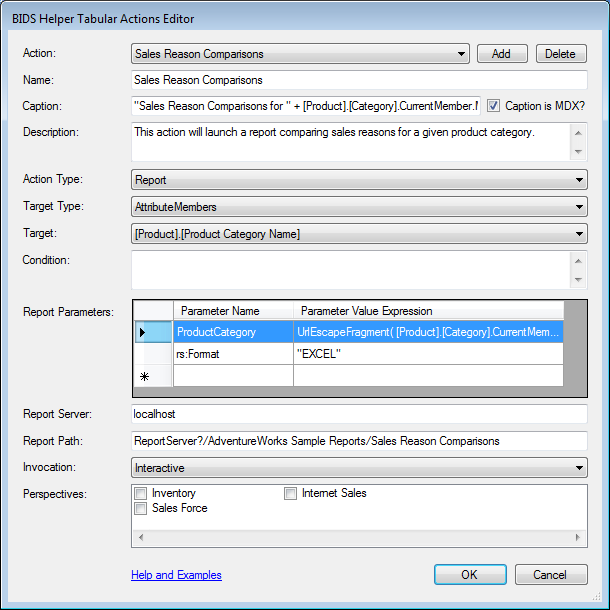 BIDS Helper Tabular Actions Editor
Action: Sales Reason Comparisons Add Delete
Name: Sales Reason Comparisons
Caption: "Sales Reason Comparisons for " + [Product].[Category].CurrentMember. Caption is MDX?
Description: This action will launch a report comparing sales reasons for a given product category.
Action Type: Report
Target Type: AttributeMembers
Target: [Product].[Product Category Name]
Condition:
Report Parameters: Parameter Name Parameter Value Expression
ProductCategory UrlEscapeFragment( [Product].[Category].CurrentMem...
rs:Format "EXCEL"
Report Server: localhost
Report Path: ReportServer?/AdventureWorks Sample Reports/Sales Reason Comparisons
Invocation: Interactive
Perspectives: Inventory Internet Sales
Sales Force
Help and Examples OK Cancel